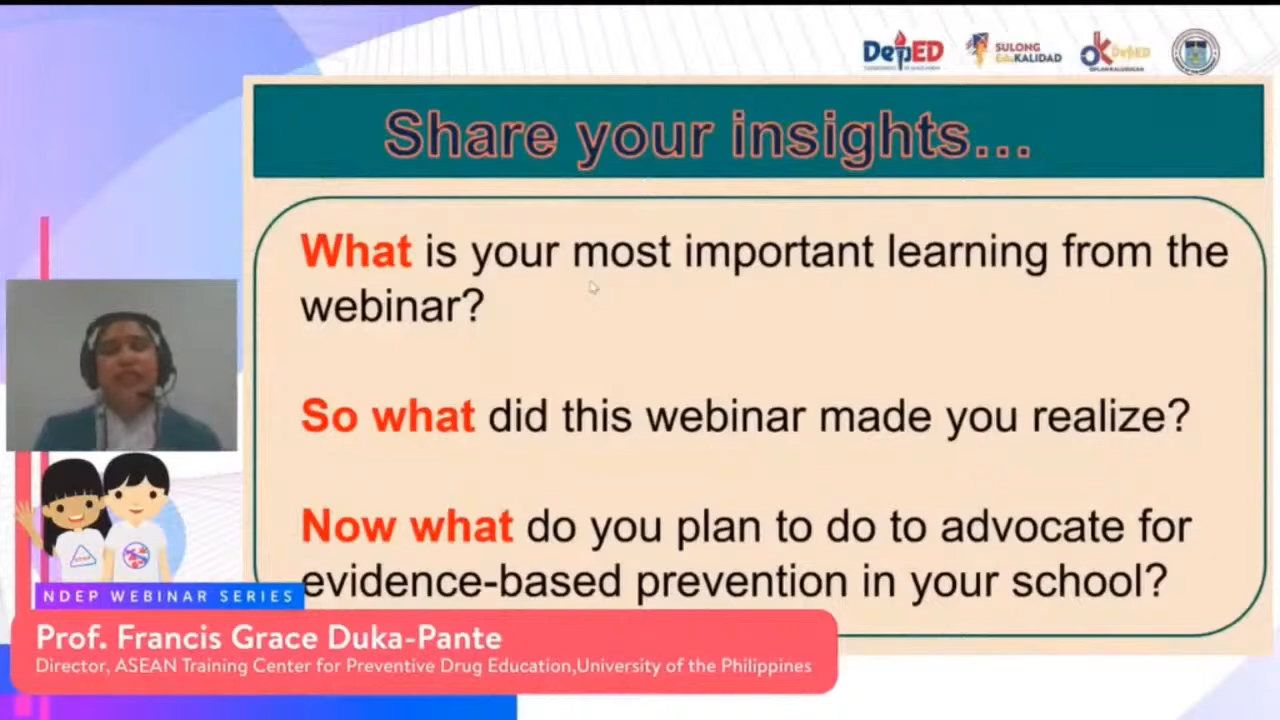 DepED
SULONG
EduKALIDAD
OK DepED
Share your insights...
What is your most important learning from the
webinar?
So what did this webinar made you realize?
Now what do you plan to do to advocate for
evidence-based prevention in your school?
NDEP WEBINAR SERIES
Prof. Francis Grace Duka-Pante
Director, ASEAN Training Center for Preventive Drug Education,University of the Philippines